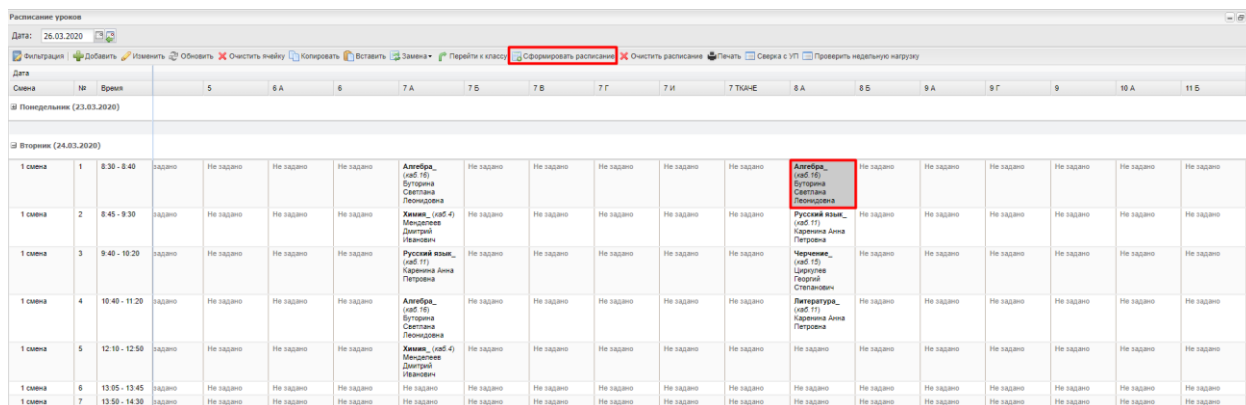 Расписание уроков
Дата: 26.03.2020
Фильтрация Добавить Изменить Обновить Очистить ячейку Копировать Вставить Замена Перейти к классу Сформировать расписание Очистить расписание Печать Сверка с УП Проверить недельную нагрузку
Дата
Смена № Время 5 6 А 6 7 А 7 Б 7 В 7 Г 7 И 7 ТКАЧЕ 8 А 8 Б 9 А 9 Г 9 10 А 11 Б
Понедельник (23.03.2020)
Вторник (24.03.2020)
1 смена 1 8:30 - 8:40 задано Не задано Не задано Не задано Алгебра_ Не задано Не задано Не задано Не задано Не задано Алгебра_ Не задано Не задано Не задано Не задано Не задано Не задано
(каб.16) (каб.16)
Буторина Буторина
Светлана Светлана
Леонидовна Леонидовна
1 смена 2 8:45 - 9:30 задано Не задано Не задано Не задано Химия_ (каб.4) Не задано Не задано Не задано Не задано Не задано Русский язык_ Не задано Не задано Не задано Не задано Не задано Не задано
Менделеев (каб.11)
Дмитрий Каренина Анна
Иванович Петровна
1 смена 3 9:40 - 10:20 задано Не задано Не задано Не задано Русский язык_ Не задано Не задано Не задано Не задано Не задано Черчение_ Не задано Не задано Не задано Не задано Не задано Не задано
(каб.11) (каб.15)
Каренина Анна Циркулев
Петровна Георгий
Степанович
1 смена 4 10:40 - 11:20 задано Не задано Не задано Не задано Алгебра_ Не задано Не задано Не задано Не задано Не задано Литература_ Не задано Не задано Не задано Не задано Не задано Не задано
(каб.16) (каб.11)
Буторина Каренина Анна
Светлана Петровна
Леонидовна
1 смена 5 12:10 - 12:50 задано Не задано Не задано Не задано Химия_ (каб.4) Не задано Не задано Не задано Не задано Не задано Не задано Не задано Не задано Не задано Не задано Не задано Не задано
Менделеев
Дмитрий
Иванович
1 смена 6 13:05 - 13:45 задано Не задано Не задано Не задано Не задано Не задано Не задано Не задано Не задано Не задано Не задано Не задано Не задано Не задано Не задано Не задано Не задано
1 смена 7 13:50 - 14:30 задано Не задано Не задано Не задано Не задано Не задано Не задано Не задано Не задано Не задано Не задано Не задано Не задано Не задано Не задано Не задано Не задано